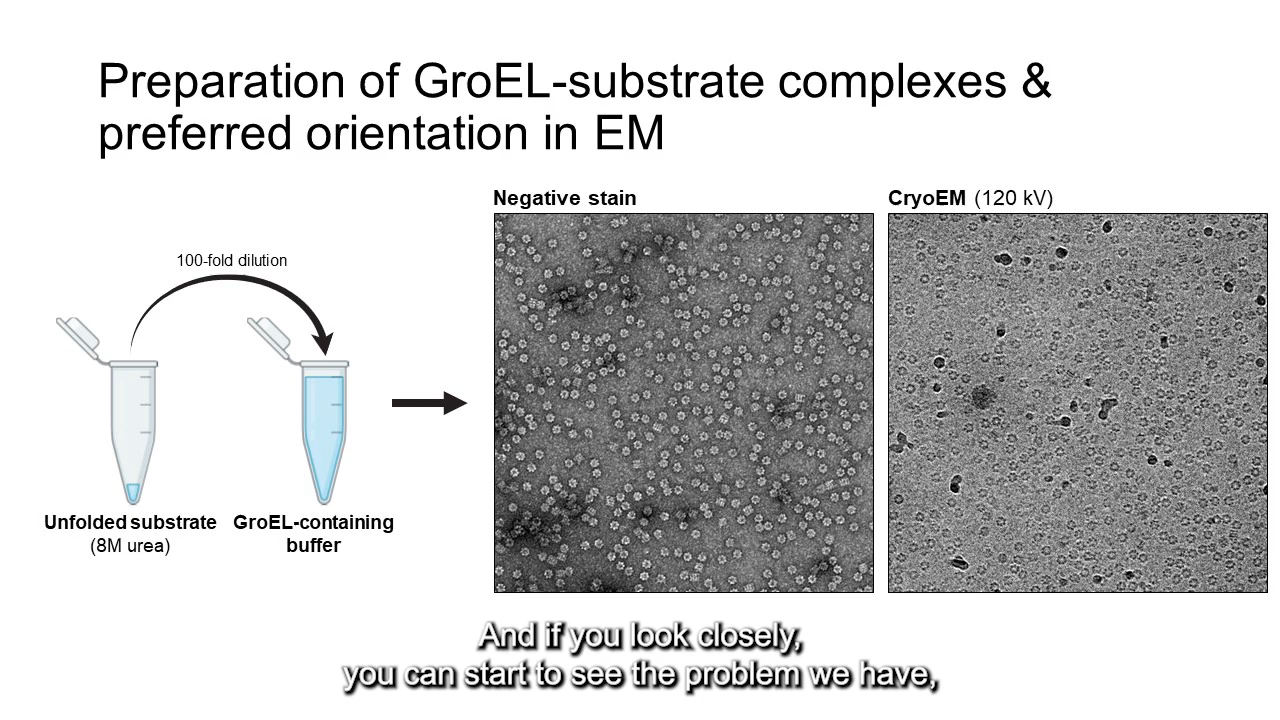 Preparation of GroEL-substrate complexes &
preferred orientation in EM
Negative stain
CryoEM (120 kV)
100-fold dilution
Unfolded substrate
(8M urea)
GroEL-containing
buffer
And if you look closely,
you can start to see the problem we have,